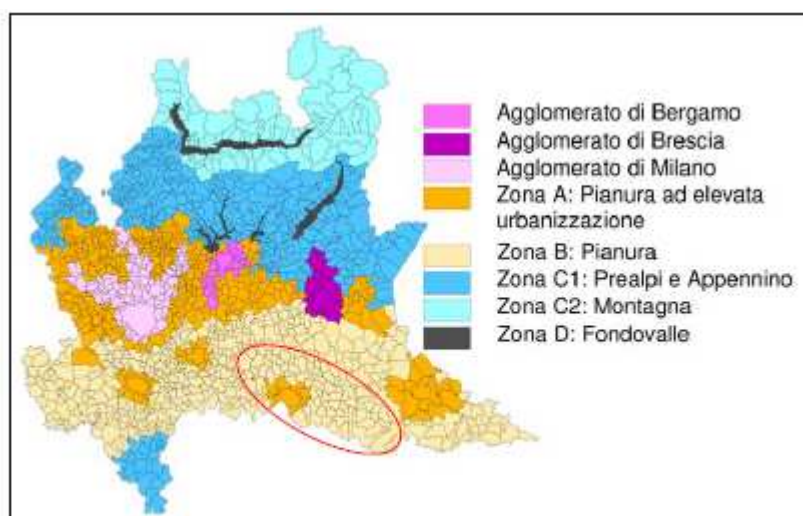 Agglomerato di Bergamo
Agglomerato di Brescia
Agglomerato di Milano
Zona A: Pianura ad elevata
urbanizzazione
Zona B: Pianura
Zona C1: Prealpi e Appennino
Zona C2: Montagna
Zona D: Fondovalle